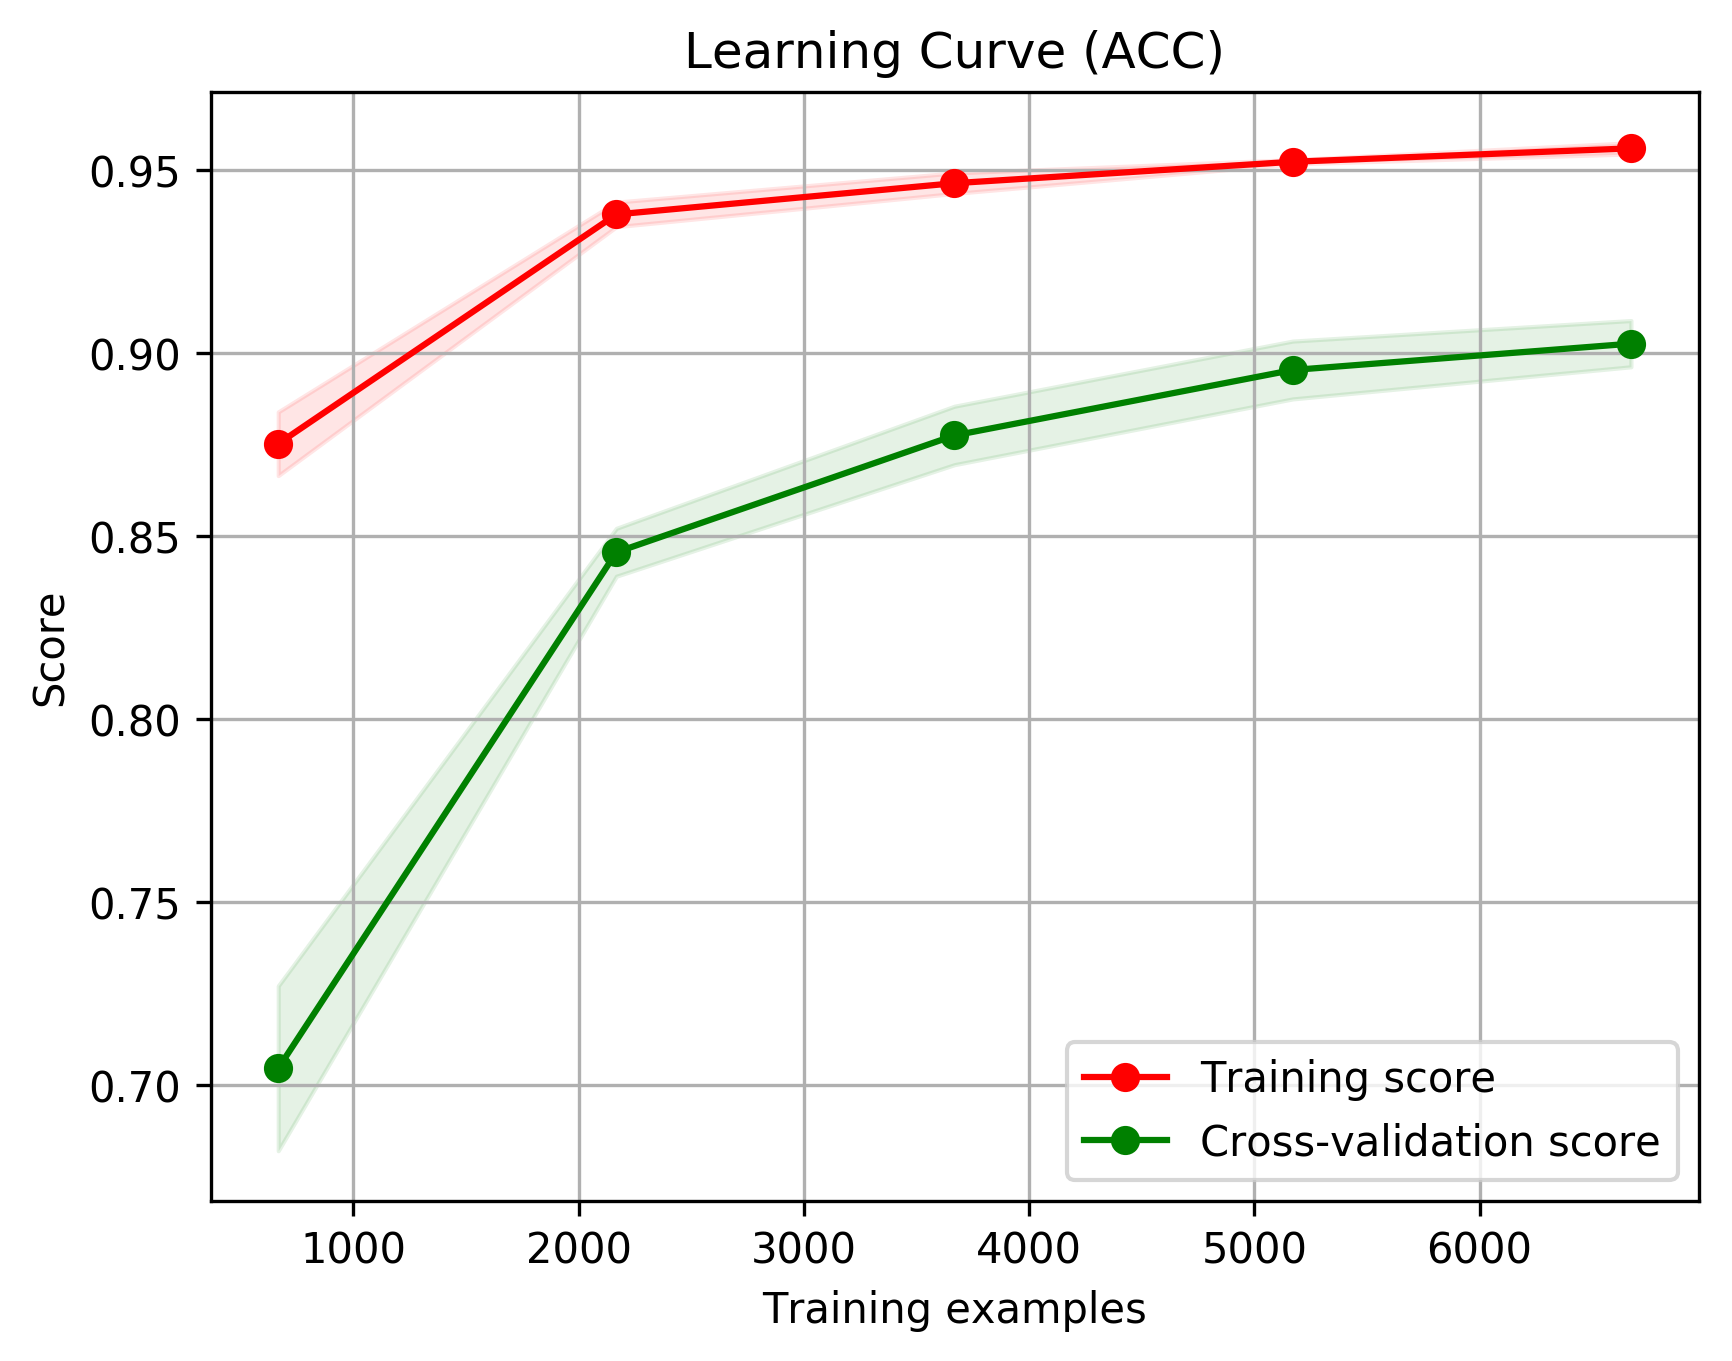 Learning Curve (ACC)
0.95
0.90
0.85
0.80
0.75
0.70
Score
1000 2000 3000 4000 5000 6000
Training examples
Training score
Cross-validation score